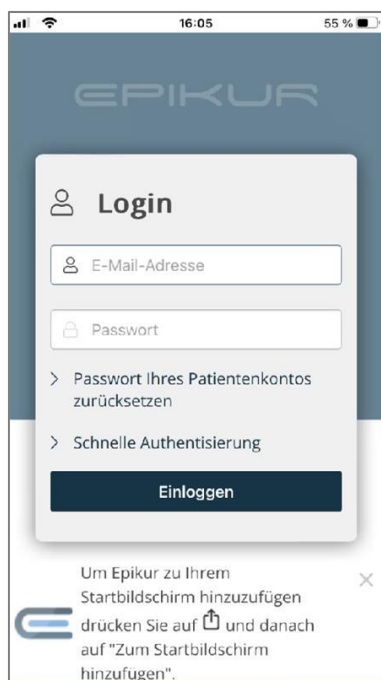 16:05 55 %
EPIKUR
Login
E-Mail-Adresse
Passwort
Passwort Ihres Patientenkontos
zurücksetzen
Schnelle Authentisierung
Einloggen
Um Epikur zu Ihrem
Startbildschirm hinzuzufügen
drücken Sie auf und danach
auf "Zum Startbildschirm
hinzufügen".